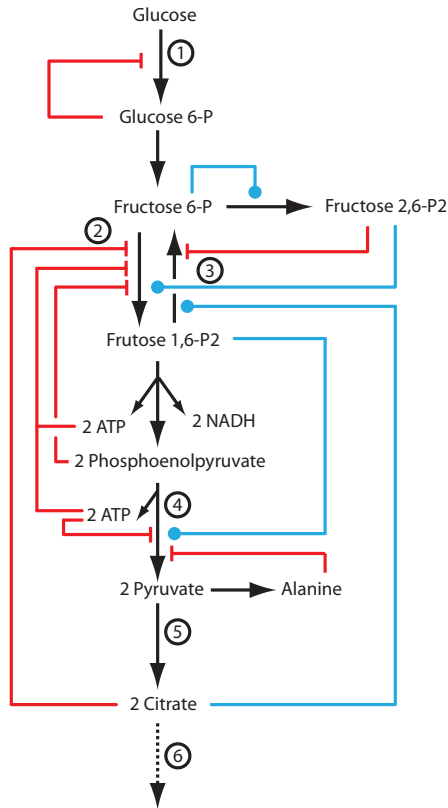 Glucose
1
Glucose 6-P
Fructose 6-P
Fructose 2,6-P2
2
3
Frutose 1,6-P2
2 ATP
2 NADH
2 Phosphoenolpyruvate
2 ATP
4
2 Pyruvate
Alanine
5
2 Citrate
6